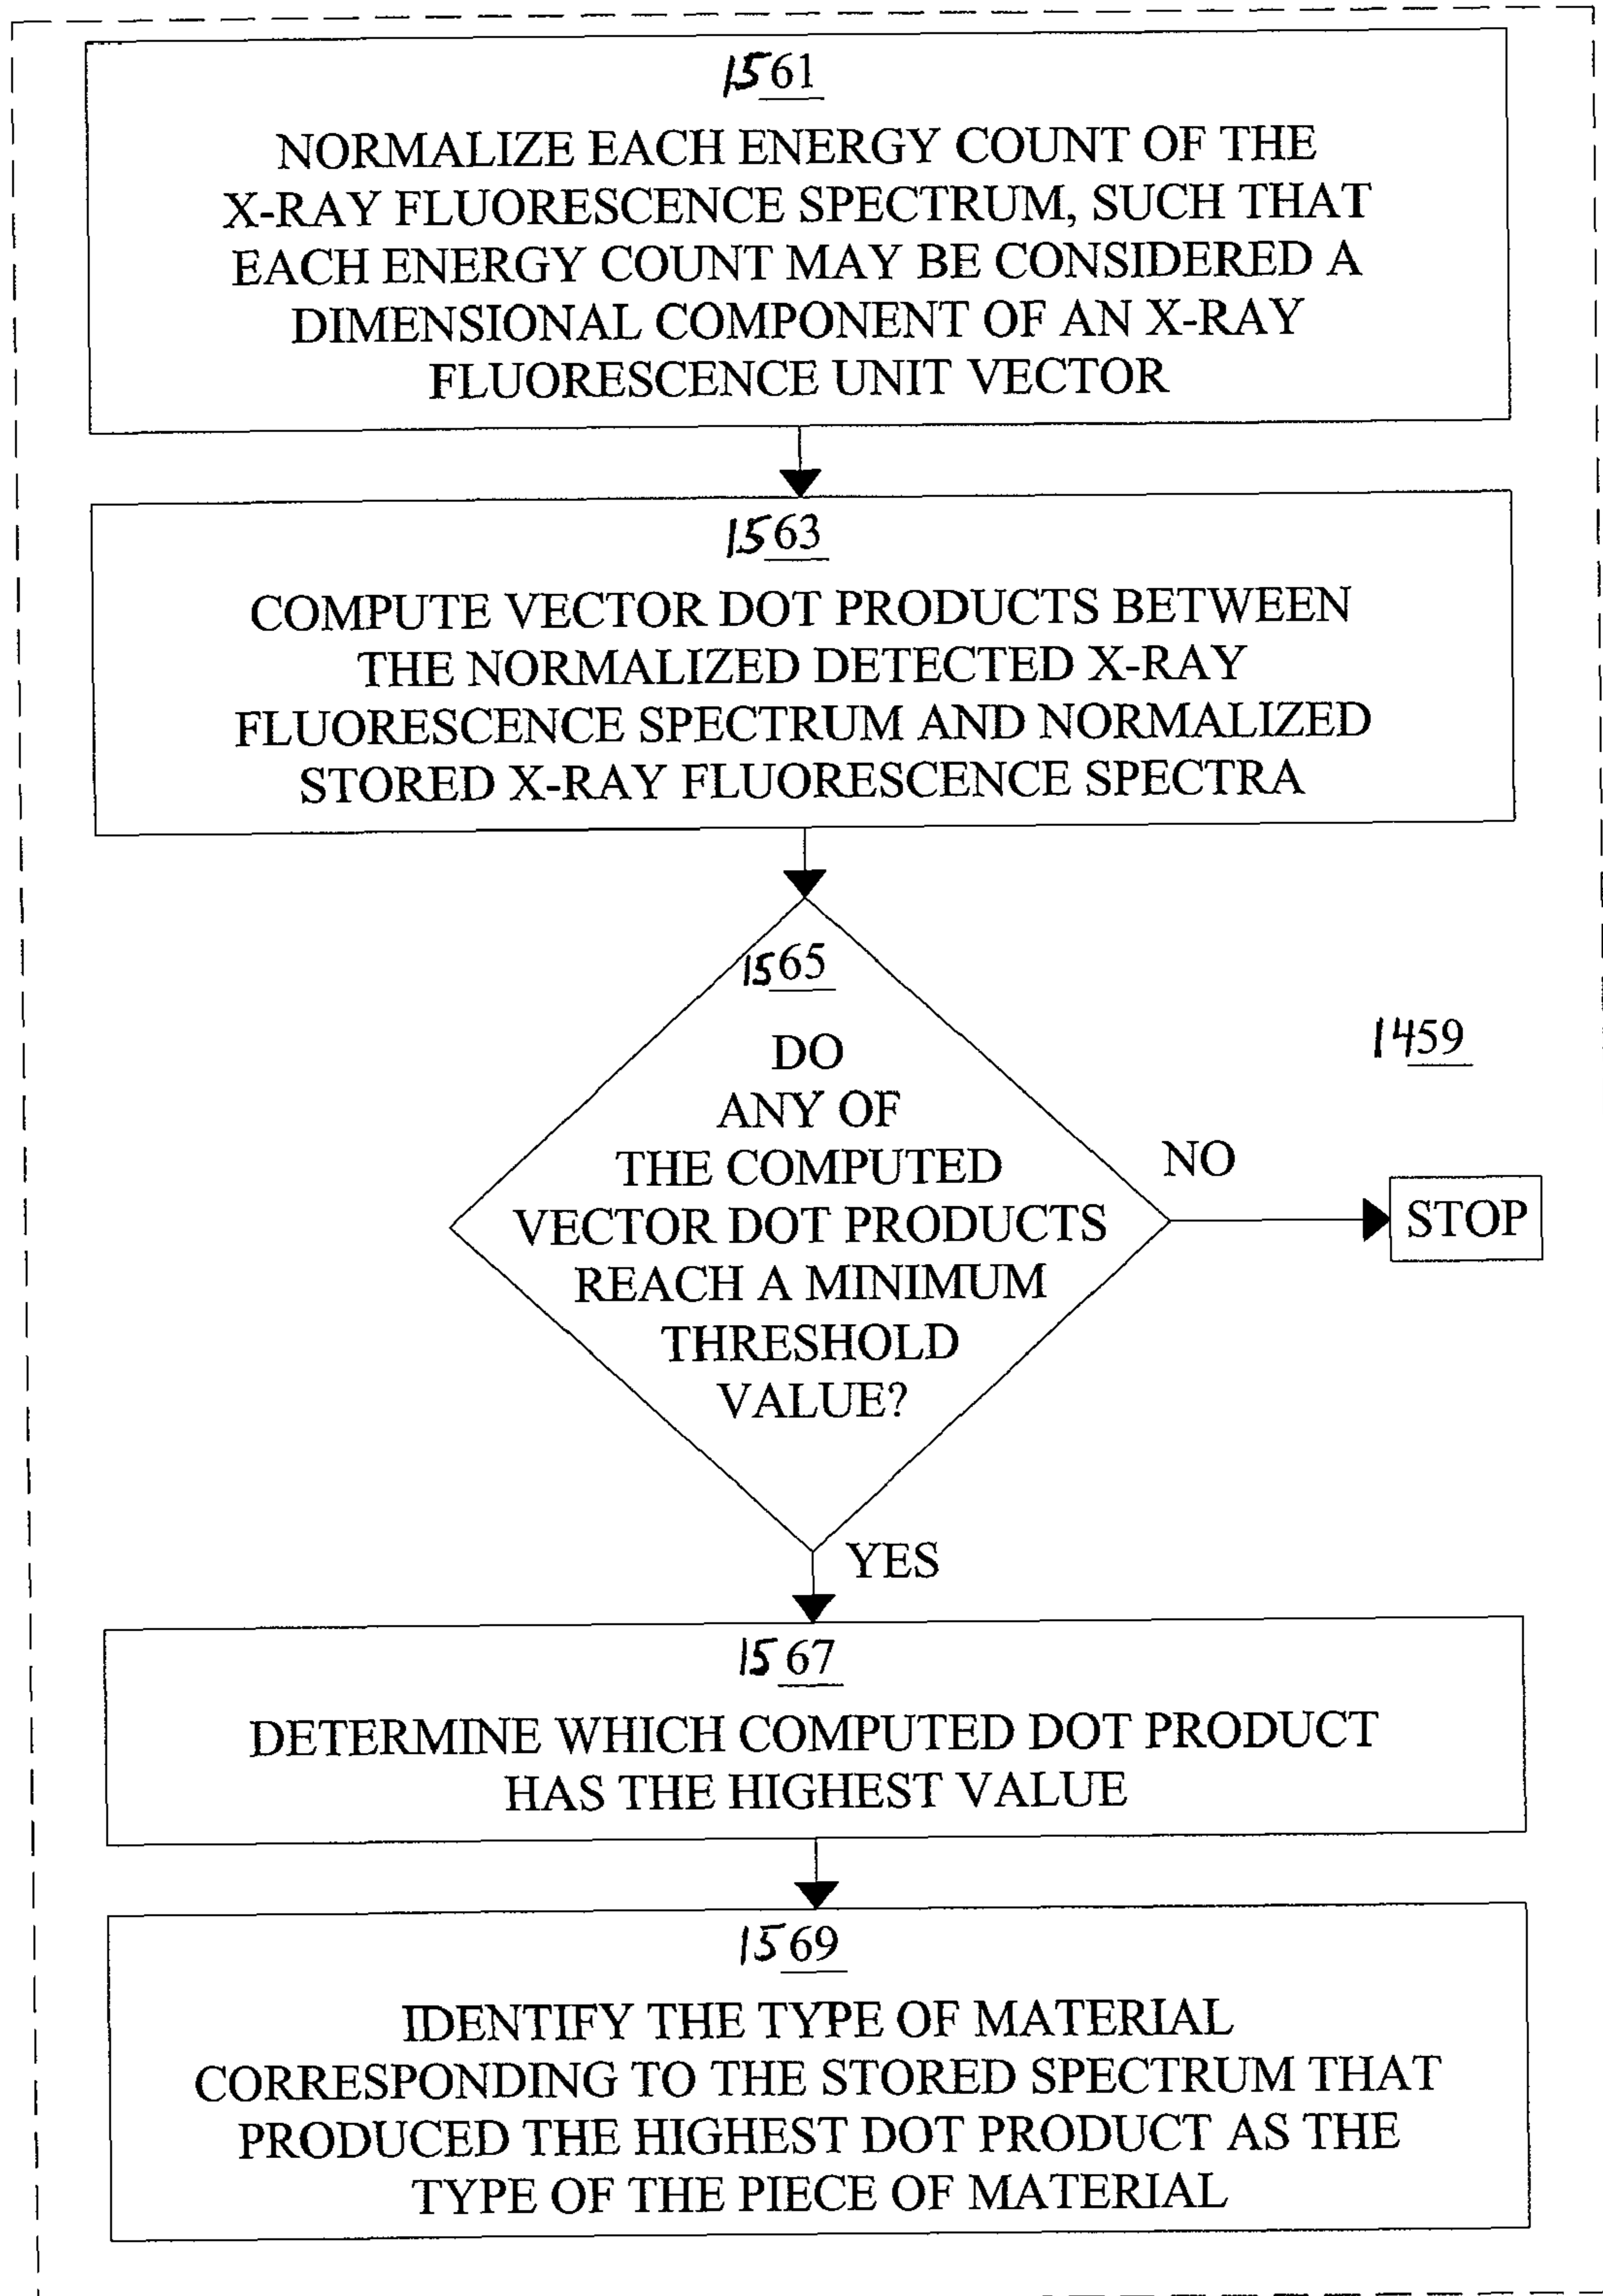 1561
NORMALIZE EACH ENERGY COUNT OF THE
X-RAY FLUORESCENCE SPECTRUM, SUCH THAT
EACH ENERGY COUNT MAY BE CONSIDERED A
DIMENSIONAL COMPONENT OF AN X-RAY
FLUORESCENCE UNIT VECTOR
1563
COMPUTE VECTOR DOT PRODUCTS BETWEEN
THE NORMALIZED DETECTED X-RAY
FLUORESCENCE SPECTRUM AND NORMALIZED
STORED X-RAY FLUORESCENCE SPECTRA
1565
DO
ANY OF
THE COMPUTED
VECTOR DOT PRODUCTS
REACH A MINIMUM
THRESHOLD
VALUE?
1459
NO
STOP
YES
1567
DETERMINE WHICH COMPUTED DOT PRODUCT
HAS THE HIGHEST VALUE
1569
IDENTIFY THE TYPE OF MATERIAL
CORRESPONDING TO THE STORED SPECTRUM THAT
PRODUCED THE HIGHEST DOT PRODUCT AS THE
TYPE OF THE PIECE OF MATERIAL